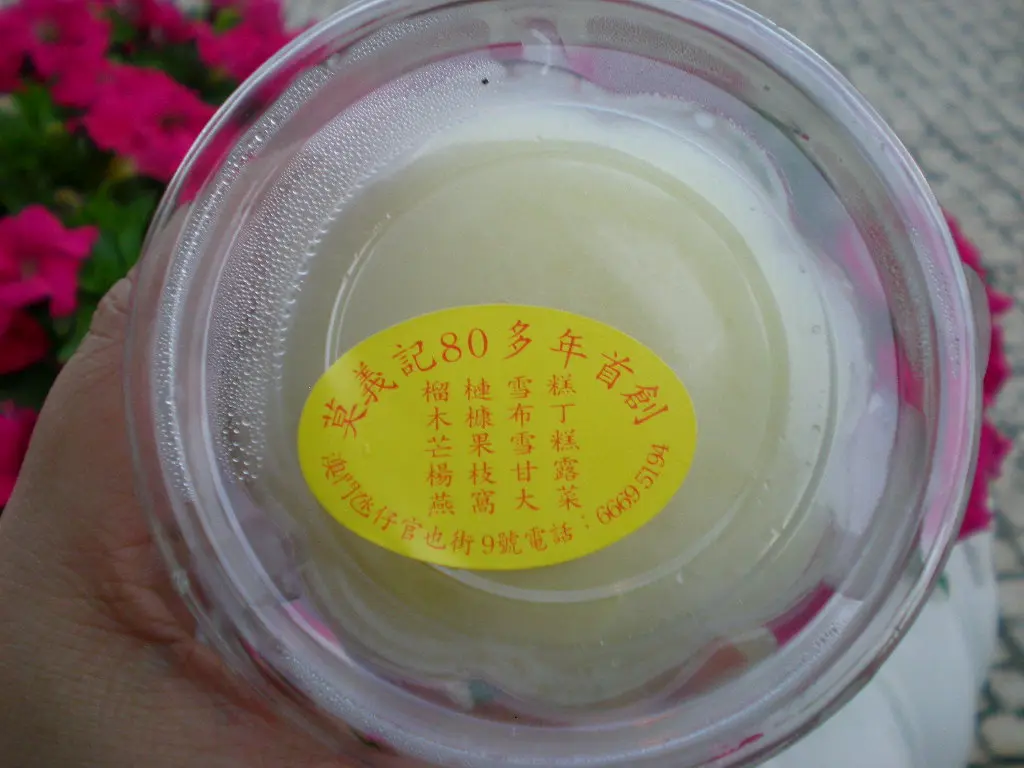 莫義記80多年首創
榴槤雪糕
木槺布丁
芒果雪糕
楊枝甘露
燕窩大菜
澳門氹仔官也街9號電話：6669 5194